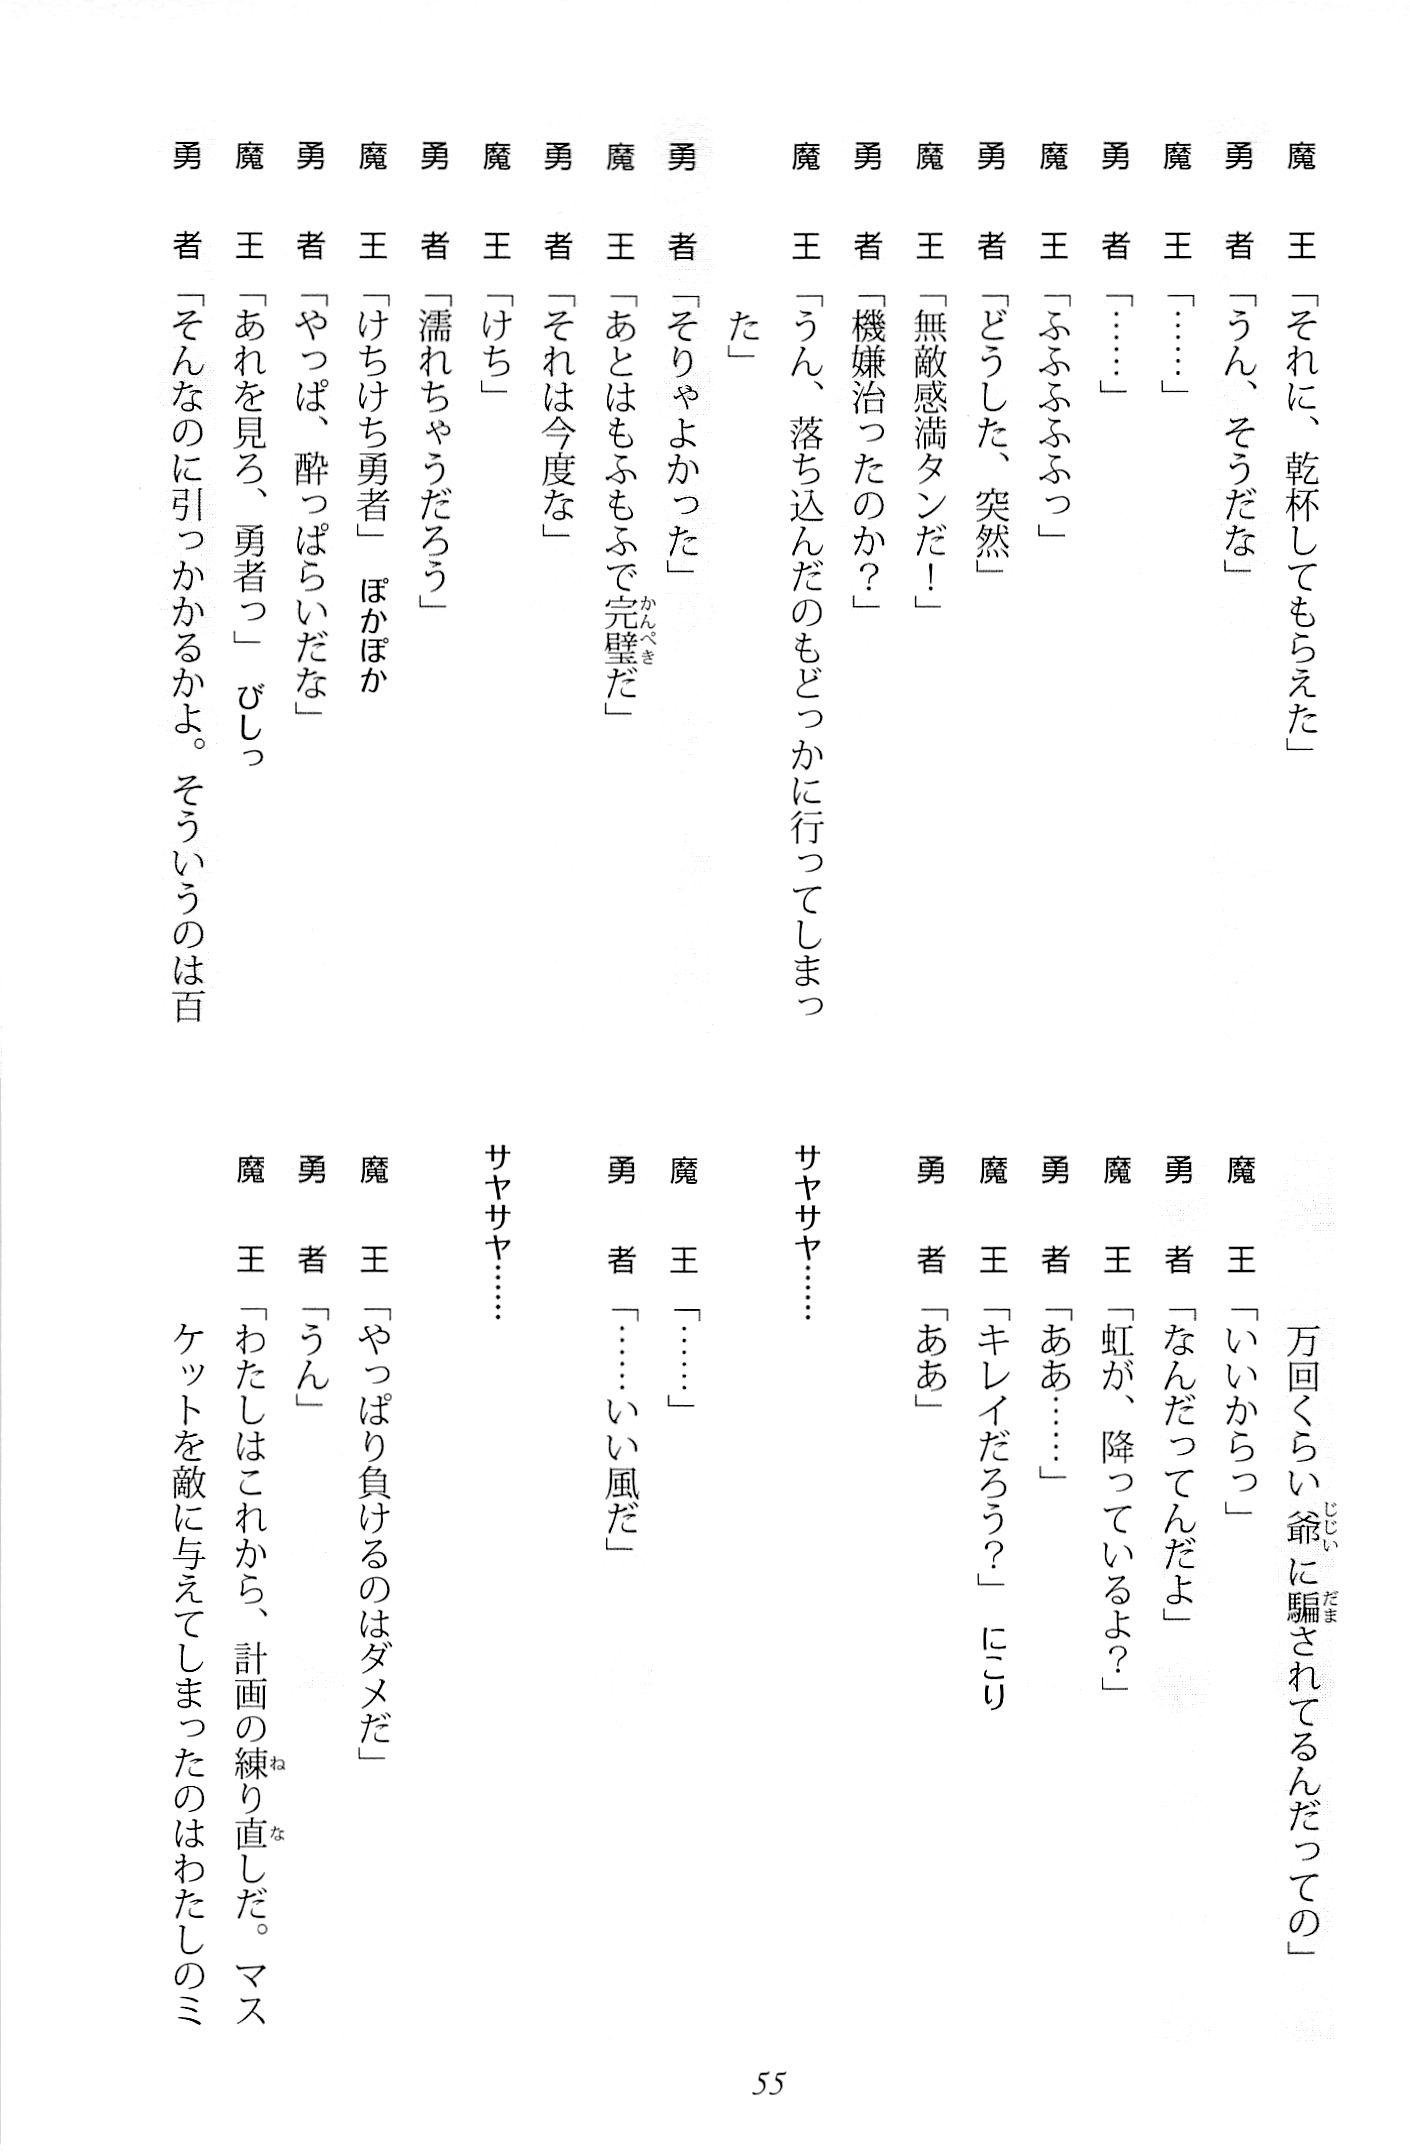 魔王「それに、乾杯してもらえた」
勇者「うん、そうだな」
魔王「……」
勇者「……」
魔王「ふふふふふっ」
勇者「どうした、突然」
魔王「無敵感満タンだ！」
勇者「機嫌治ったのか？」
魔王「うん、落ち込んだのもどっかに行ってしまっ
た」
勇者「そりゃよかった」
魔王「あとはもふもふで完璧だ」
勇者「それは今度な」
魔王「けち」
勇者「濡れちゃうだろう」
魔王「けちけち勇者」 ぽかぽか
勇者「やっぱ、酔っぱらいだな」
魔王「あれを見ろ、勇者っ」 びしっ
勇者「そんなのに引っかかるかよ。そういうのは百
万回くらい爺に騙されてるんだっての」
魔王「いいからっ」
勇者「なんだってんだよ」
魔王「虹が、降っているよ？」
勇者「ああ……」
魔王「キレイだろう？」 にこり
勇者「ああ」
サヤサヤ……
魔王「……」
勇者「……いい風だ」
サヤサヤ……
魔王「やっぱり負けるのはダメだ」
勇者「うん」
魔王「わたしはこれから、計画の練り直しだ。マス
ケットを敵に与えてしまったのはわたしのミ
55